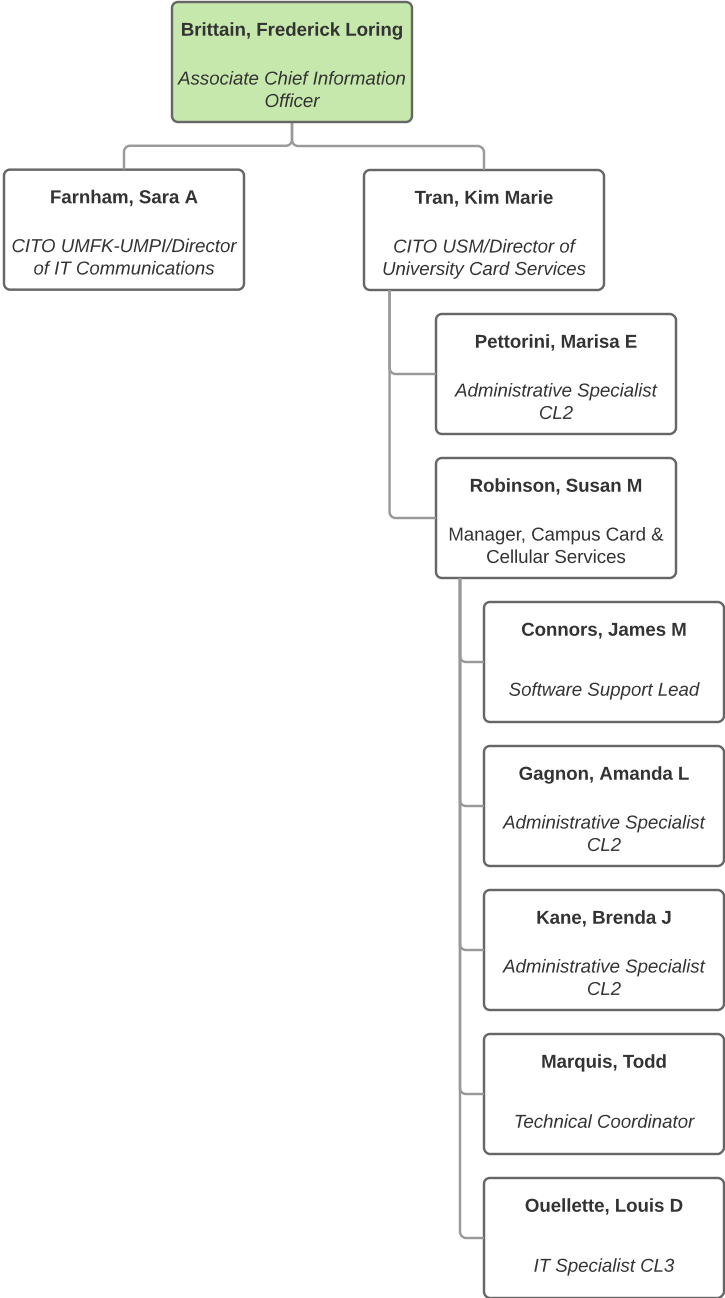 Brittain, Frederick Loring
Associate Chief Information
Officer
Farnham, Sara A
CITO UMFK-UMPI/Director
of IT Communications
Tran, Kim Marie
CITO USM/Director of
University Card Services
Pettorini, Marisa E
Administrative Specialist
CL2
Robinson, Susan M
Manager, Campus Card &
Cellular Services
Connors, James M
Software Support Lead
Gagnon, Amanda L
Administrative Specialist
CL2
Kane, Brenda J
Administrative Specialist
CL2
Marquis, Todd
Technical Coordinator
Ouellette, Louis D
IT Specialist CL3